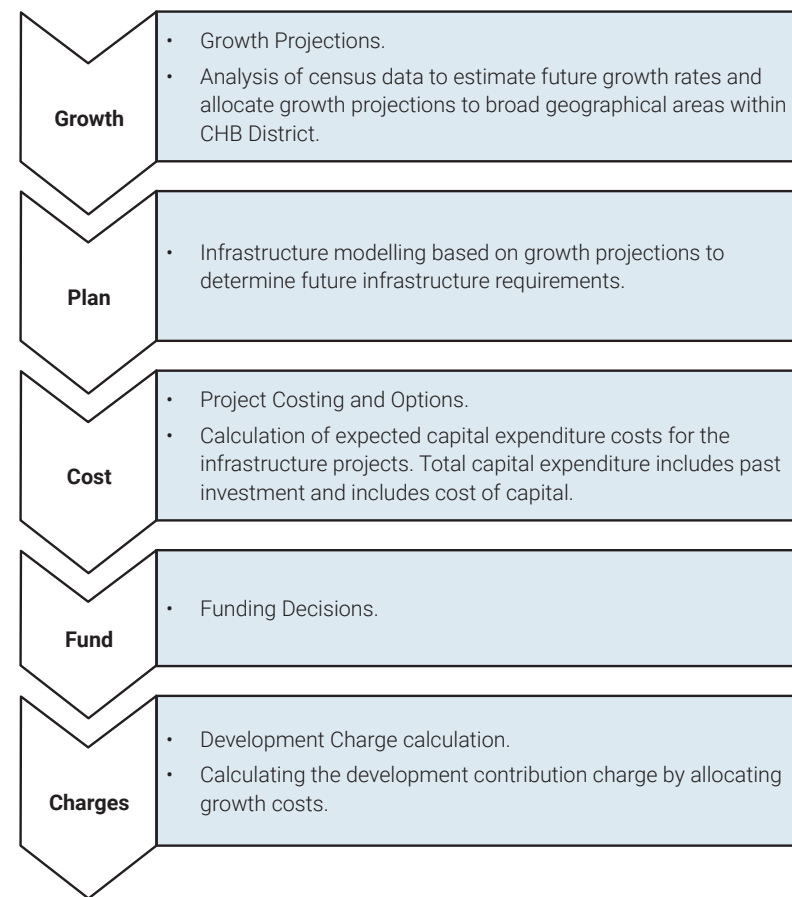 Growth
• Growth Projections.
• Analysis of census data to estimate future growth rates and
allocate growth projections to broad geographical areas within
CHB District.
Plan
• Infrastructure modelling based on growth projections to
determine future infrastructure requirements.
Cost
• Project Costing and Options.
• Calculation of expected capital expenditure costs for the
infrastructure projects. Total capital expenditure includes past
investment and includes cost of capital.
Fund
• Funding Decisions.
Charges
• Development Charge calculation.
• Calculating the development contribution charge by allocating
growth costs.